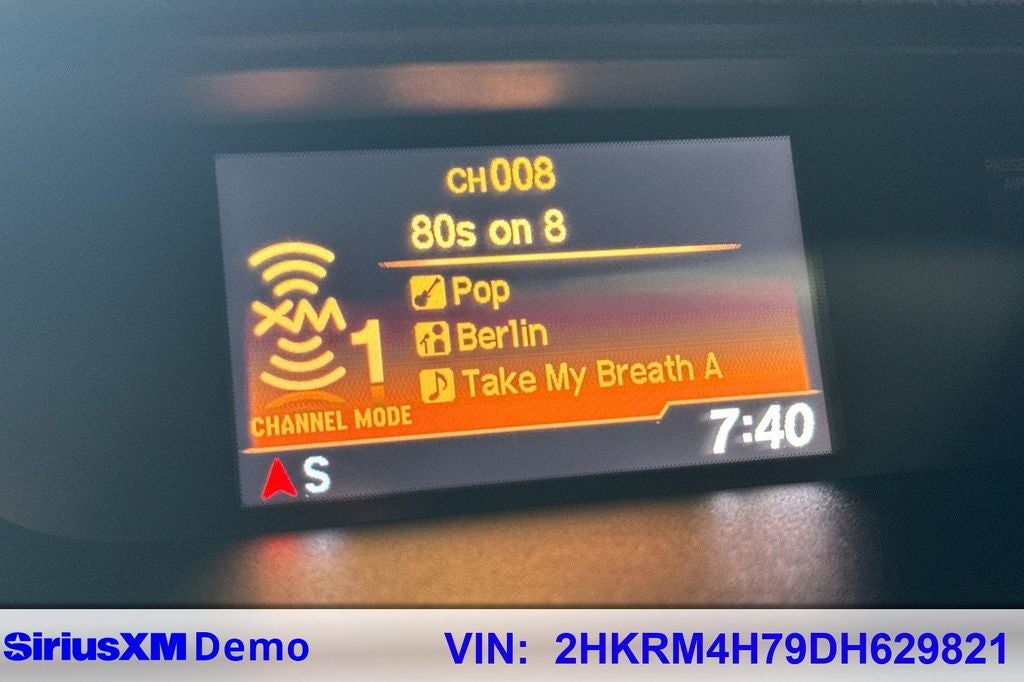 CH008
80s on 8
XM
1
Pop
Berlin
Take My Breath A
CHANNEL MODE
S
7:40
SiriusXM Demo VIN: 2HKRM4H79DH629821